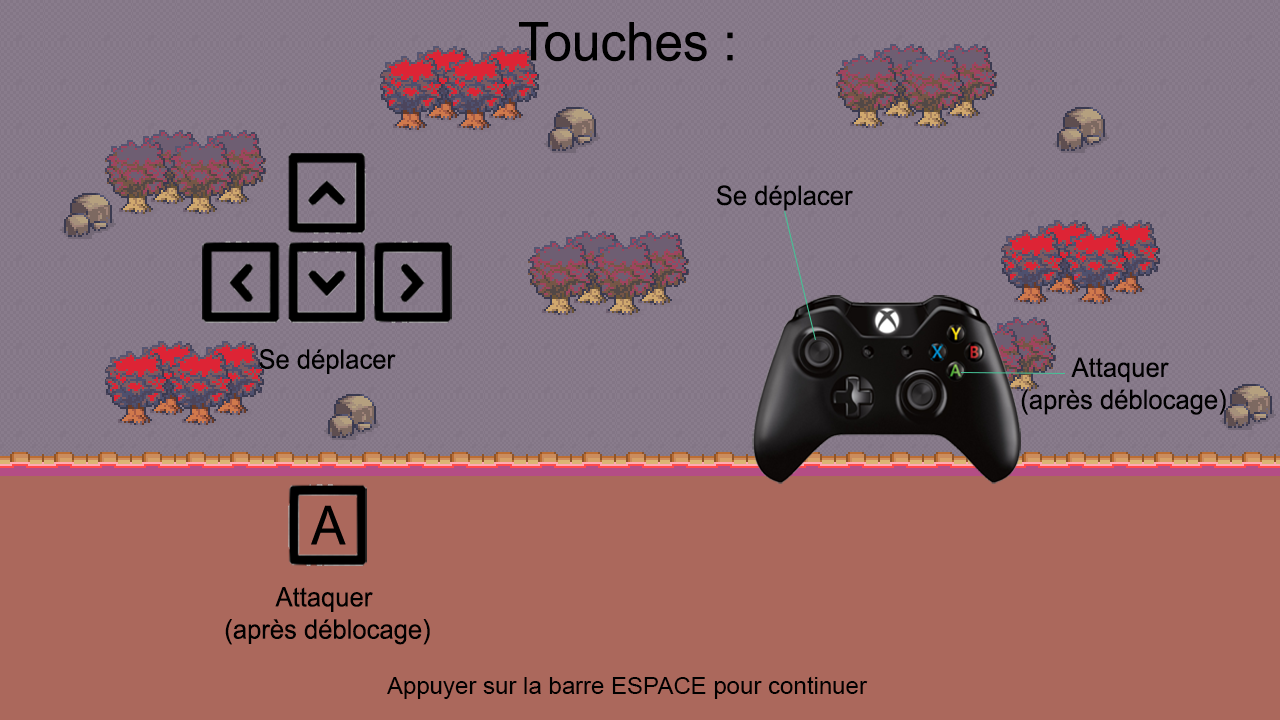 Touches :
Se déplacer
Se déplacer
Y
X
B
A
Attaquer
(après déblocage)
A
Attaquer
(après déblocage)
Appuyer sur la barre ESPACE pour continuer